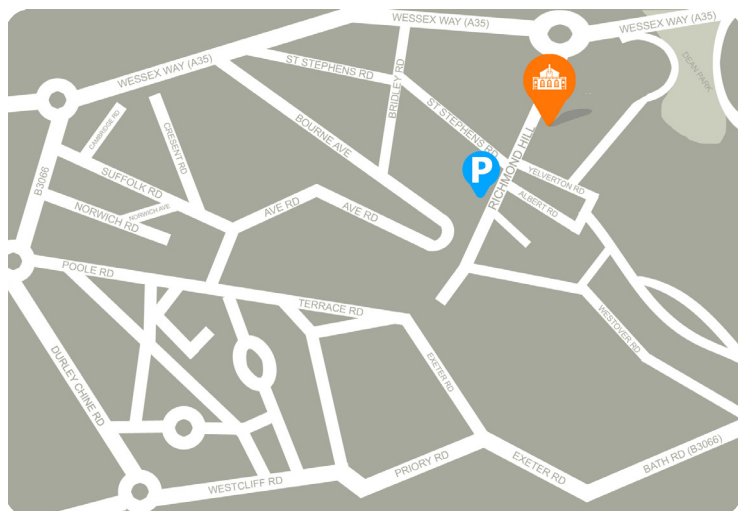 WESSEX WAY (A35)
WESSEX WAY (A35)
WESSEX WAY (A35)
DEAN PARK
ST STEPHENS RD
BRIDLEY RD
ST STEPHENS RD
BOURNE AVE
CAMBRIDGE RD
CRESENT RD
P
RICHMOND HILL
YELVERTON RD
ALBERT RD
B3066
SUFFOLK RD
NORWICH AVE
NORWICH RD
AVE RD
AVE RD
POOLE RD
TERRACE RD
WESTOVER RD
DURLEY CHINE RD
EXETER RD
PRIORY RD
EXETER RD
BATH RD (B3066)
WESTCLIFF RD